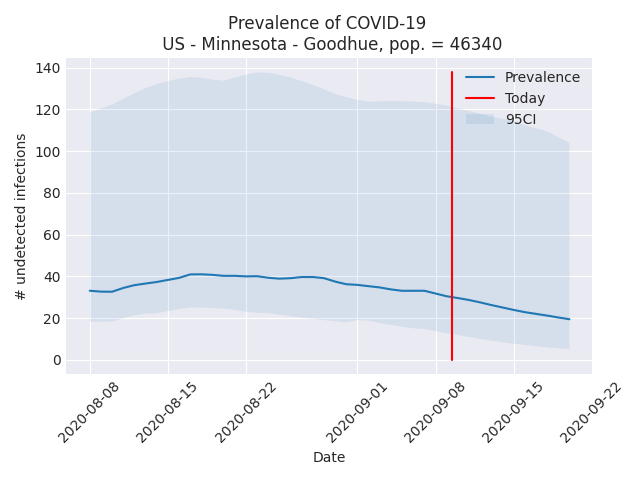 Prevalence of COVID-19
US - Minnesota - Goodhue, pop. = 46340
Prevalence
Today
95CI
140
120
100
80
60
40
20
0
# undetected infections
2020-08-08
2020-08-15
2020-08-22
2020-09-01
2020-09-08
2020-09-15
2020-09-22
Date